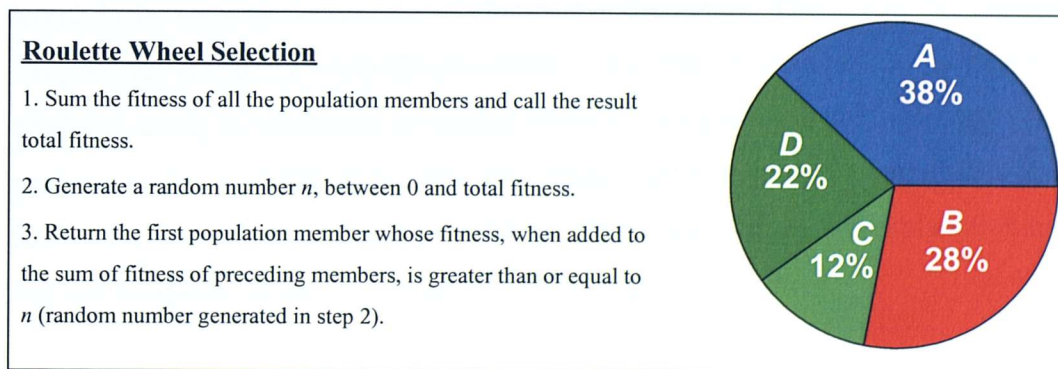 Roulette Wheel Selection
1. Sum the fitness of all the population members and call the result
total fitness.
2. Generate a random number n, between 0 and total fitness.
3. Return the first population member whose fitness, when added to
the sum of fitness of preceding members, is greater than or equal to
n (random number generated in step 2).
A
38%
D
22%
C
12%
B
28%